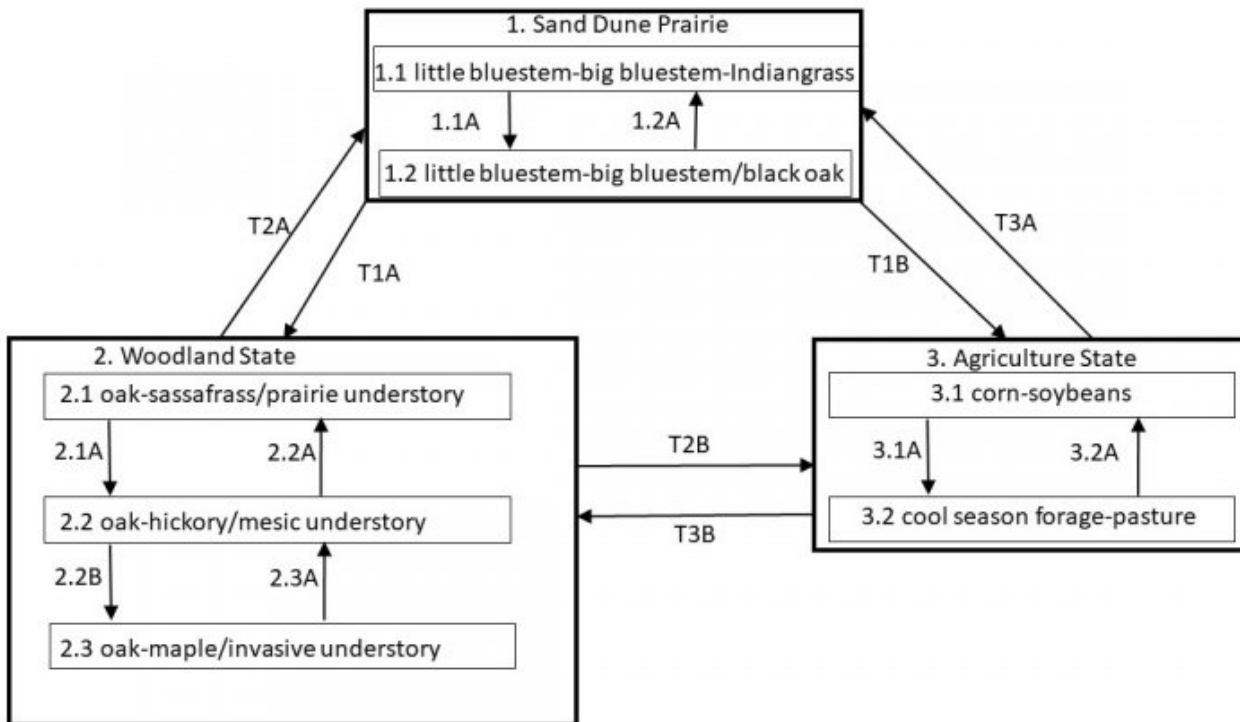 1. Sand Dune Prairie
1.1 little bluestem-big bluestem-Indiangrass
1.1A
1.2A
1.2 little bluestem-big bluestem/black oak
T2A
T1A
T1B
T3A
2. Woodland State
2.1 oak-sassafrass/prairie understory
2.1A
2.2A
2.2 oak-hickory/mesic understory
2.2B
2.3A
2.3 oak-maple/invasive understory
T2B
T3B
3. Agriculture State
3.1 corn-soybeans
3.1A
3.2A
3.2 cool season forage-pasture